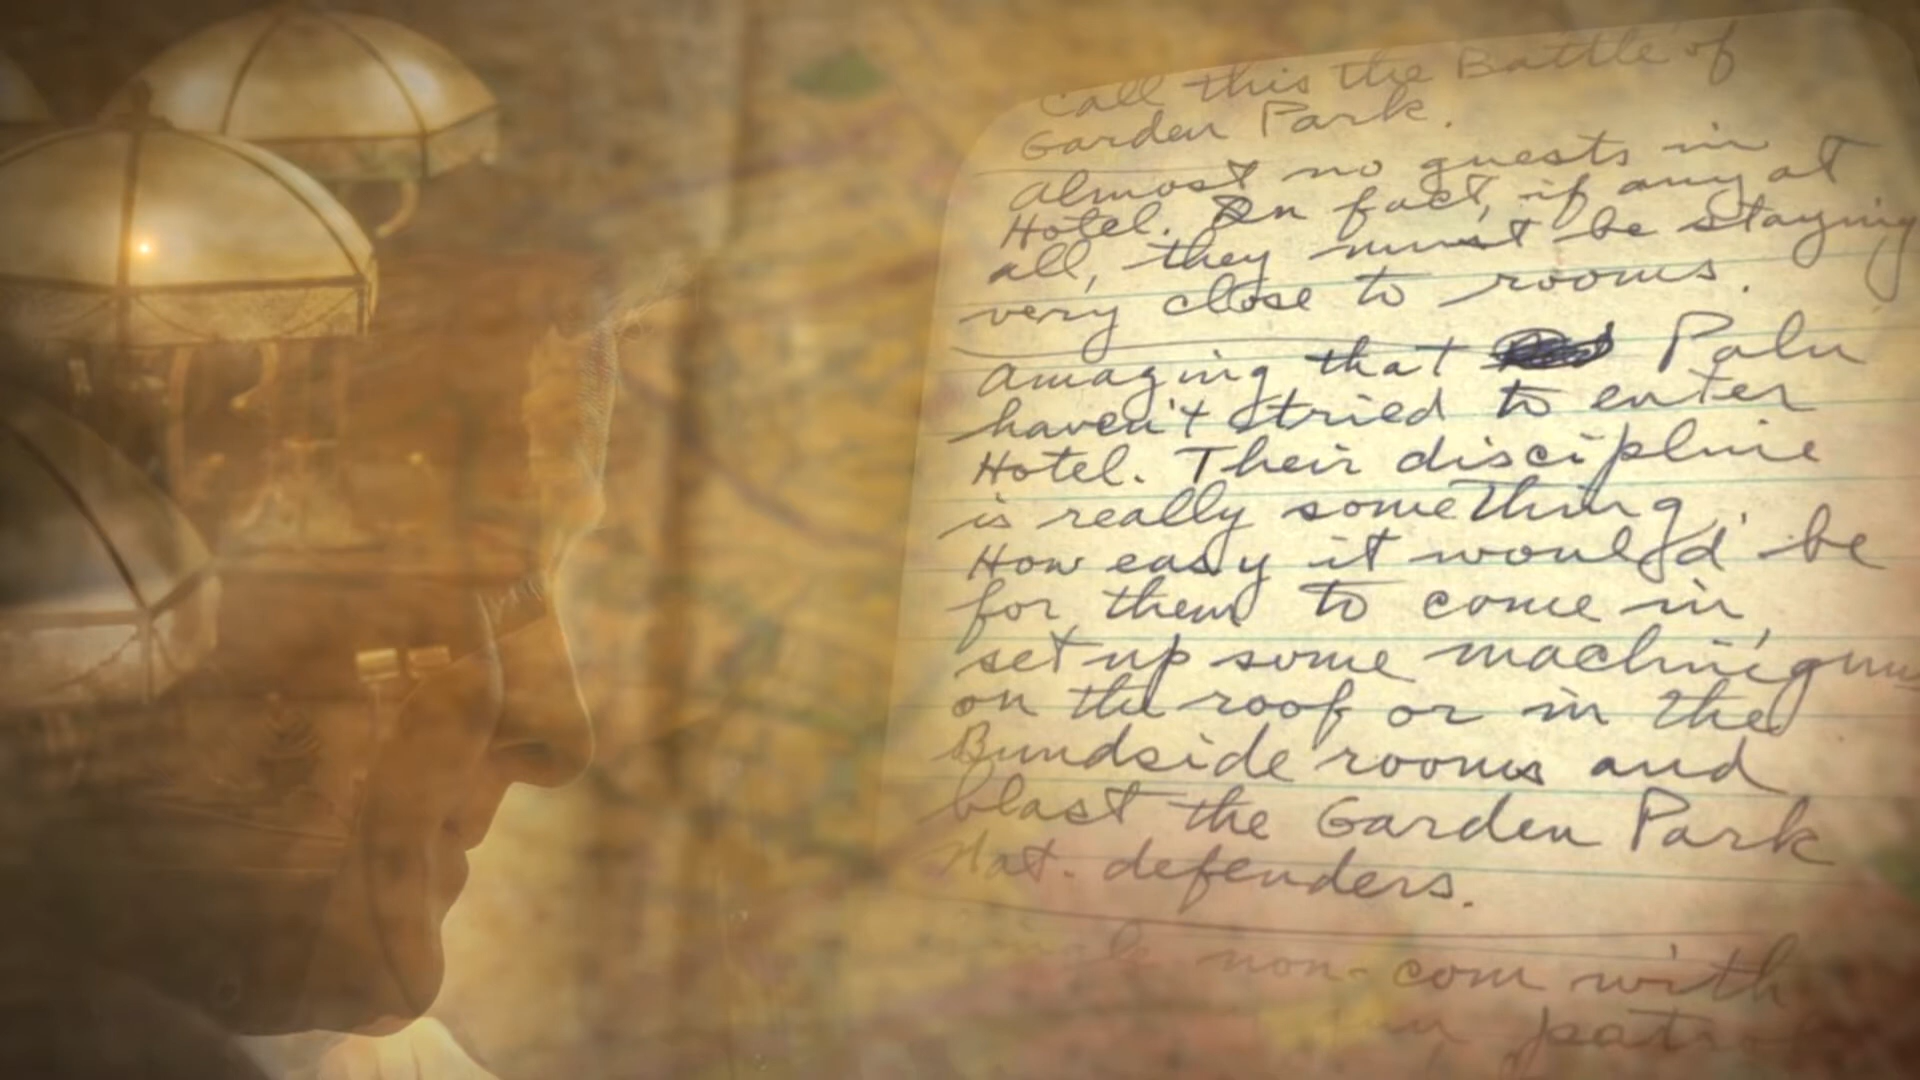 Call this the Battle of
Garden Park.
Almost no guests in
Hotel. In fact, if any at
all, they must be staying
very close to rooms.
Amazing that Palu
haven't tried to enter
Hotel. Their discipline
is really something.
How easy it would be
for them to come in,
set up some machineguns
on the roof or in the
Bundside rooms and
blast the Garden Park
Nat. defenders.
non-com with